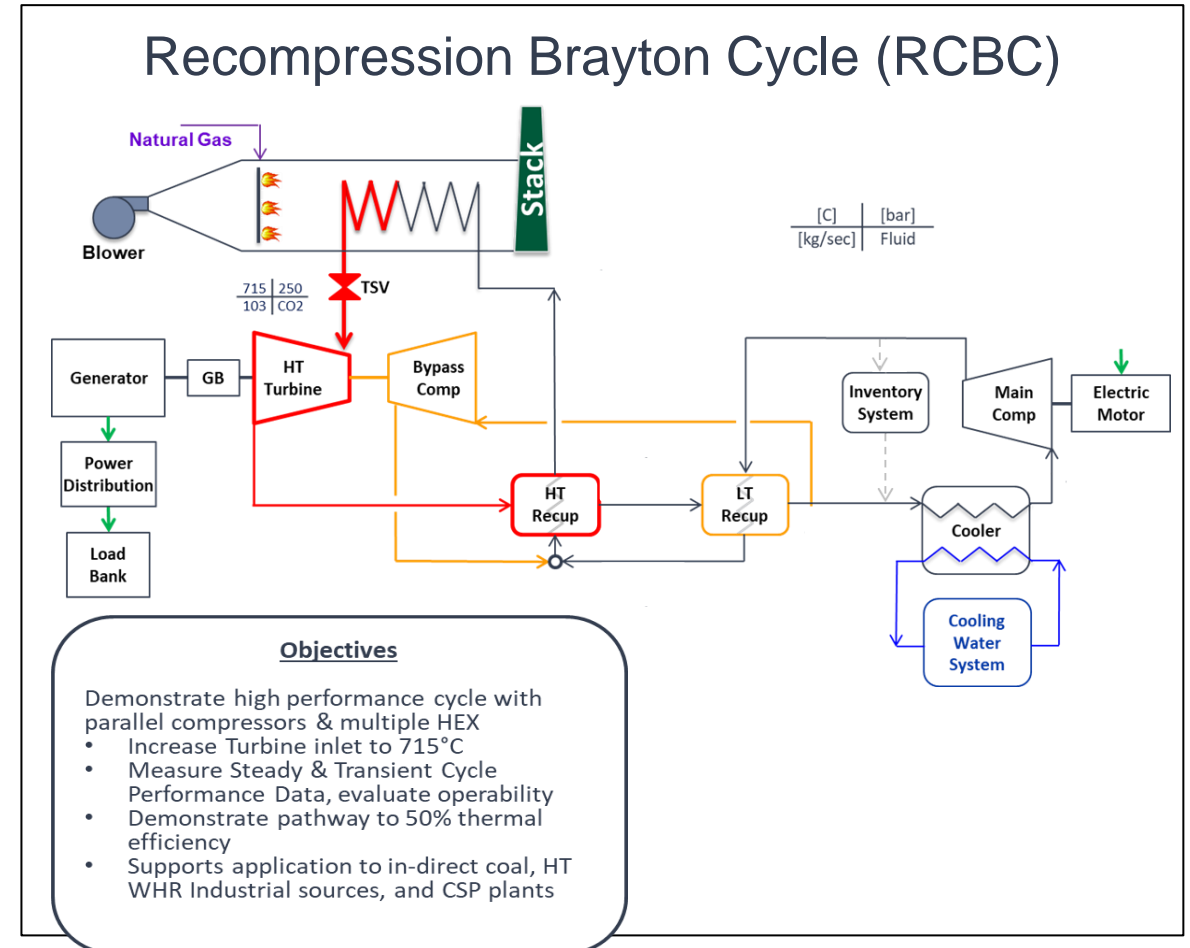 Recompression Brayton Cycle (RCBC)
Natural Gas
Stack
Blower
[C] [bar]
[kg/sec] Fluid
TSV
715 250
103 CO2
Generator
GB
HT
Turbine
Bypass
Comp
Inventory
System
Main
Comp
Electric
Motor
Power
Distribution
HT
Recup
LT
Recup
Cooler
Load
Bank
Cooling
Water
System
Objectives
Demonstrate high performance cycle with
parallel compressors & multiple HEX
• Increase Turbine inlet to 715°C
• Measure Steady & Transient Cycle
Performance Data, evaluate operability
• Demonstrate pathway to 50% thermal
efficiency
• Supports application to in-direct coal, HT
WHR Industrial sources, and CSP plants